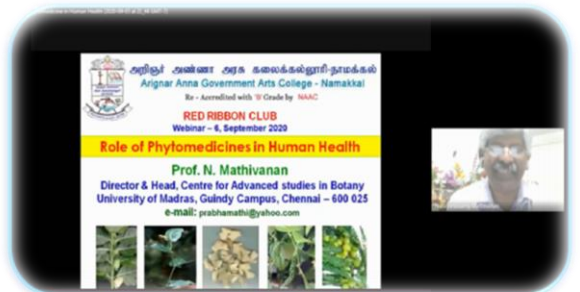 அறிஞர் அண்ணா அரசு கலைக்கல்லூரி-நாமக்கல்
Arignar Anna Government Arts College - Namakkal
Re - Accredited with 'B' Grade by NAAC
RED RIBBON CLUB
Webinar – 6, September 2020
Role of Phytomedicines in Human Health
Prof. N. Mathivanan
Director & Head, Centre for Advanced studies in Botany
University of Madras, Guindy Campus, Chennai – 600 025
e-mail: prabhamathi@yahoo.com